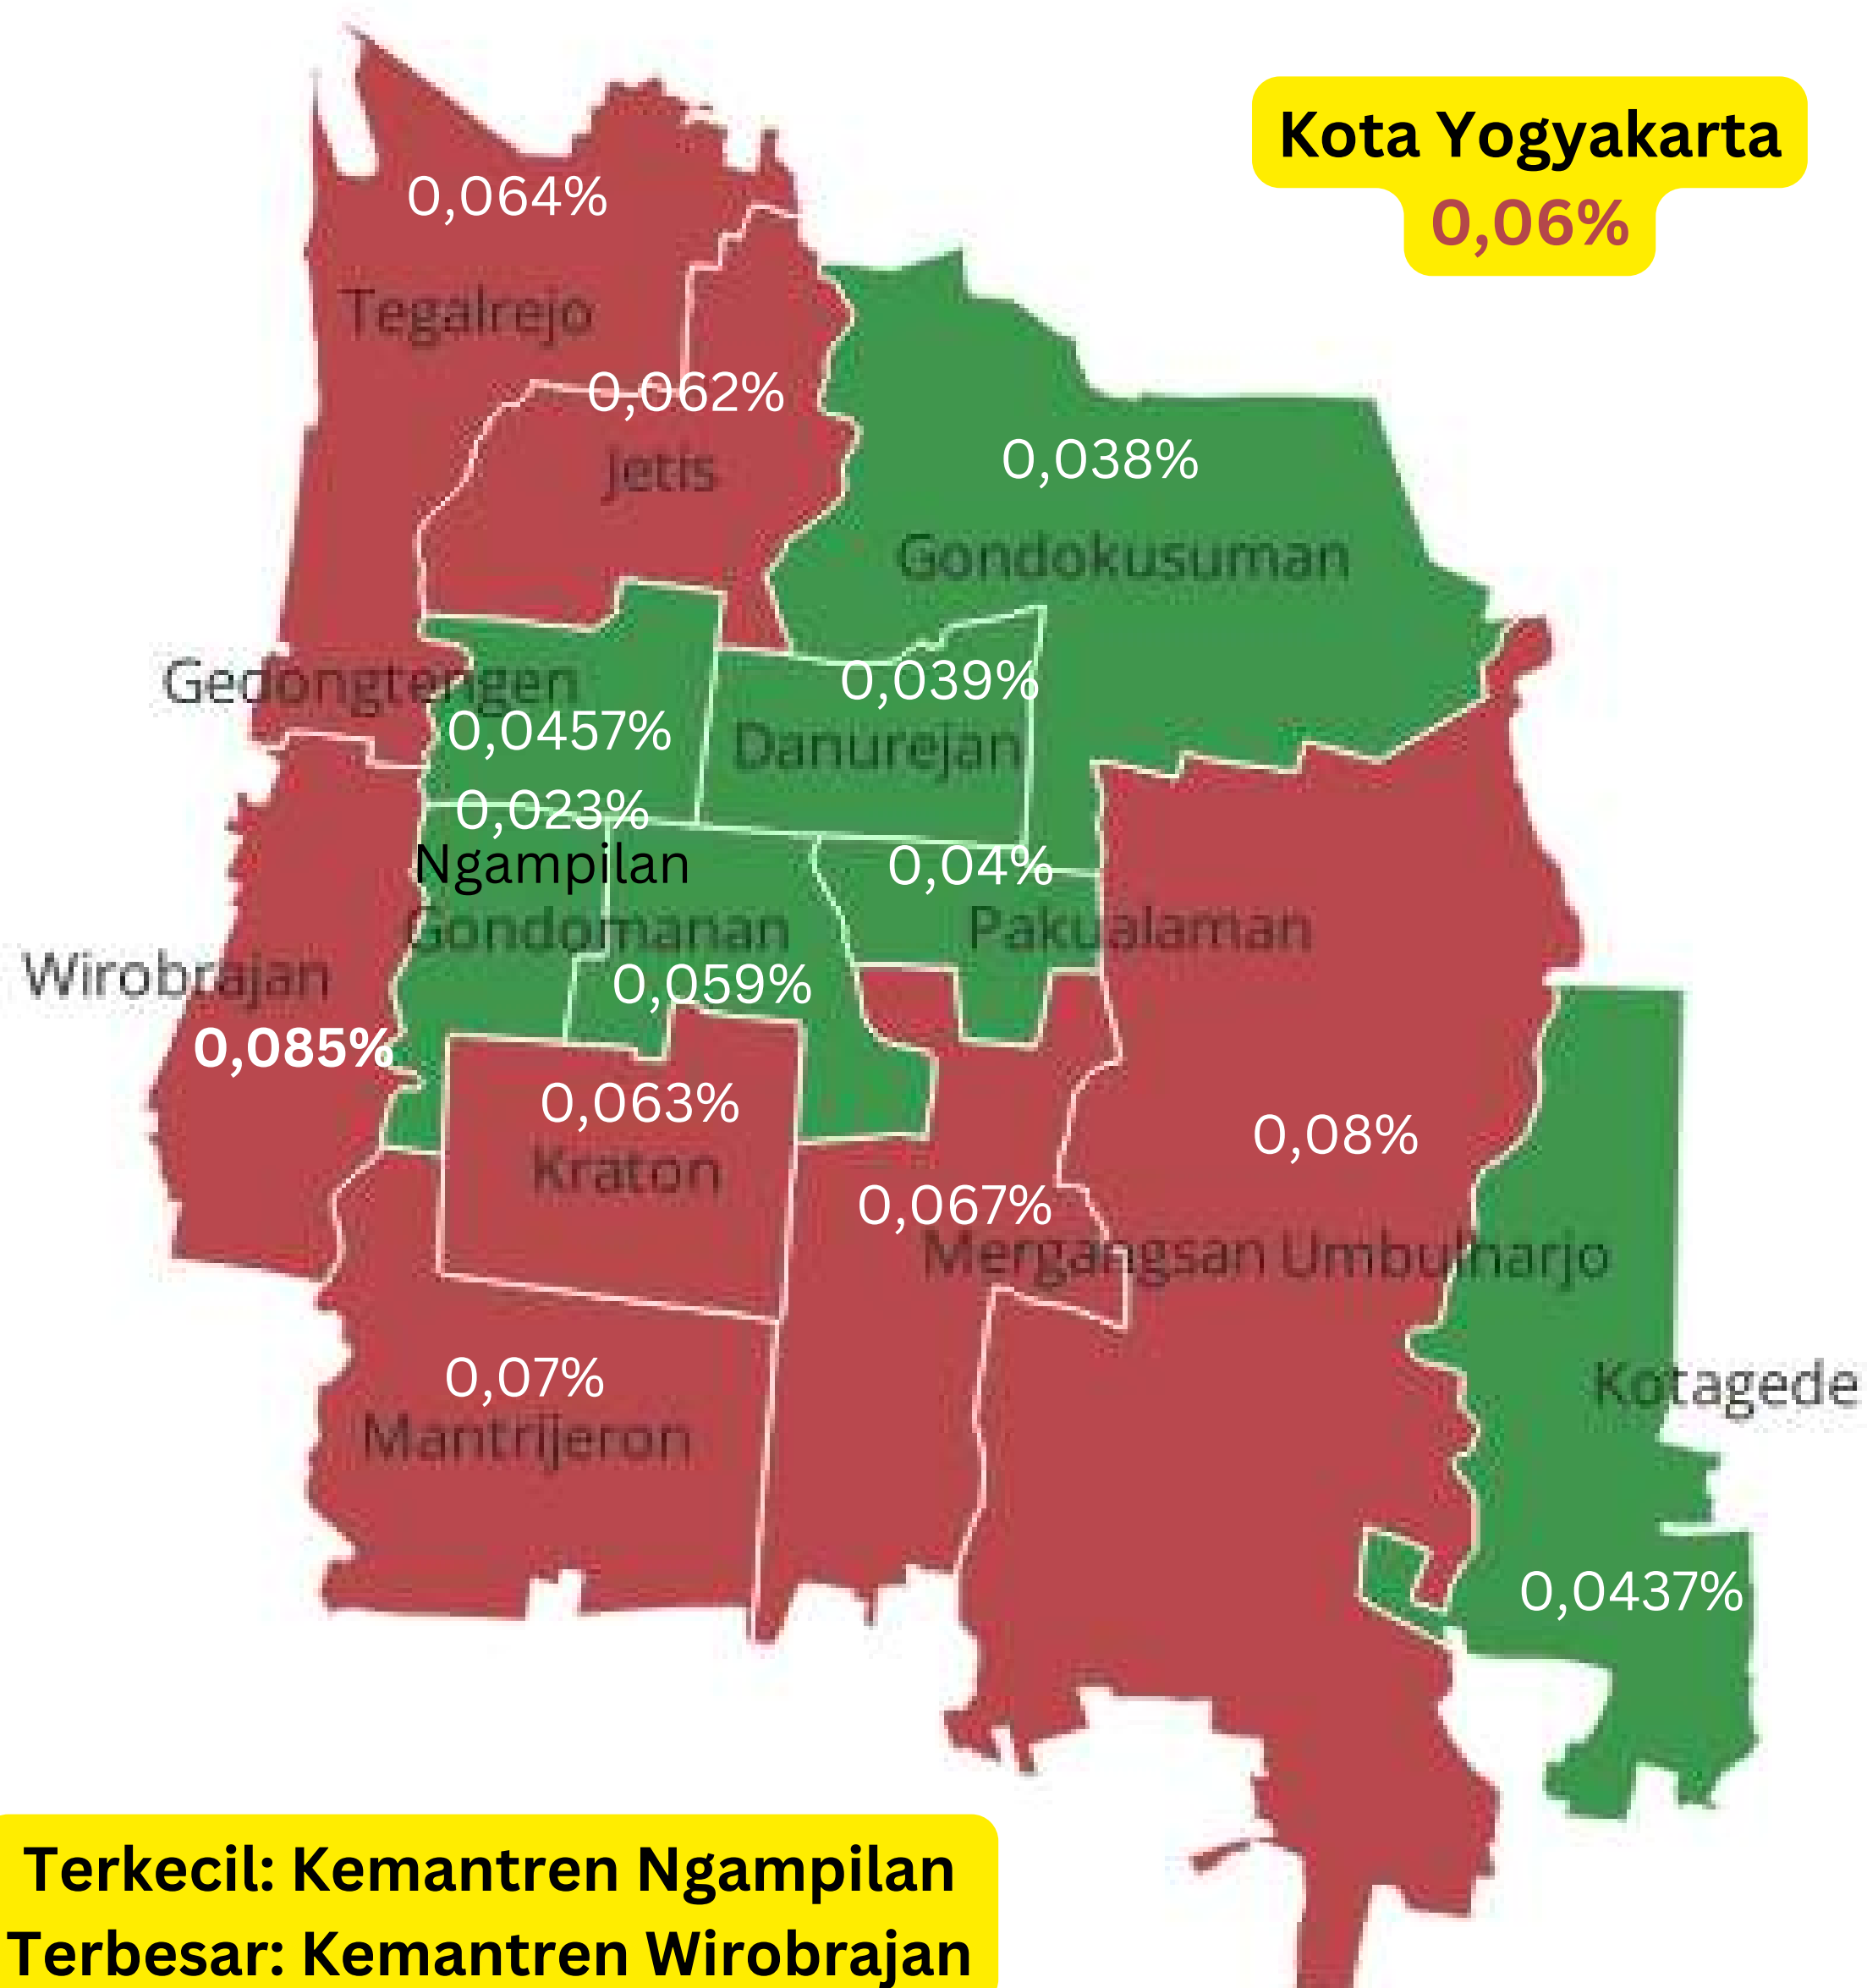 Kota Yogyakarta
0,06%
0,064%
Tegalrejo
0,062%
Jetis
0,038%
Gondokusuman
Gedongtengen
0,0457%
0,039%
Danurejan
0,023%
Ngampilan
0,04%
Gondomanan
Pakualaman
0,059%
Wirobrajan
0,085%
0,063%
Kraton
0,08%
0,067%
Mergangsan
Umbulharjo
0,07%
Mantrijeron
Kotagede
0,0437%
Terkecil: Kemantren Ngampilan
Terbesar: Kemantren Wirobrajan